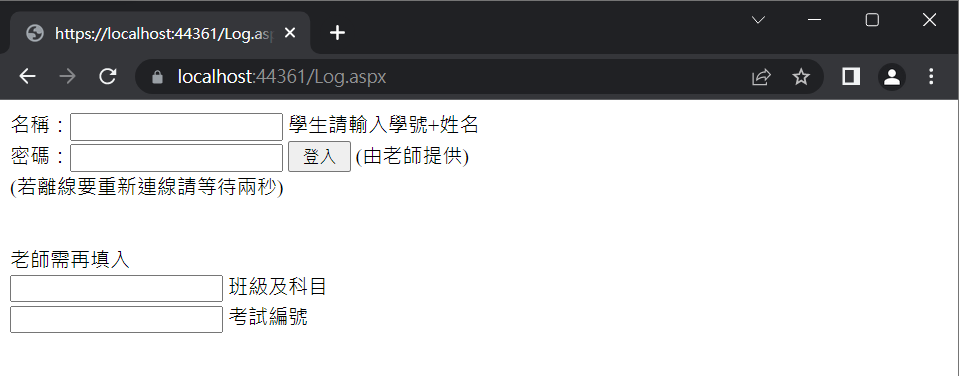 https://localhost:44361/Log.asp
localhost:44361/Log.aspx
名稱：學生請輸入學號+姓名
密碼：登入 (由老師提供)
(若離線要重新連線請等待兩秒)
老師需再填入
班級及科目
考試編號